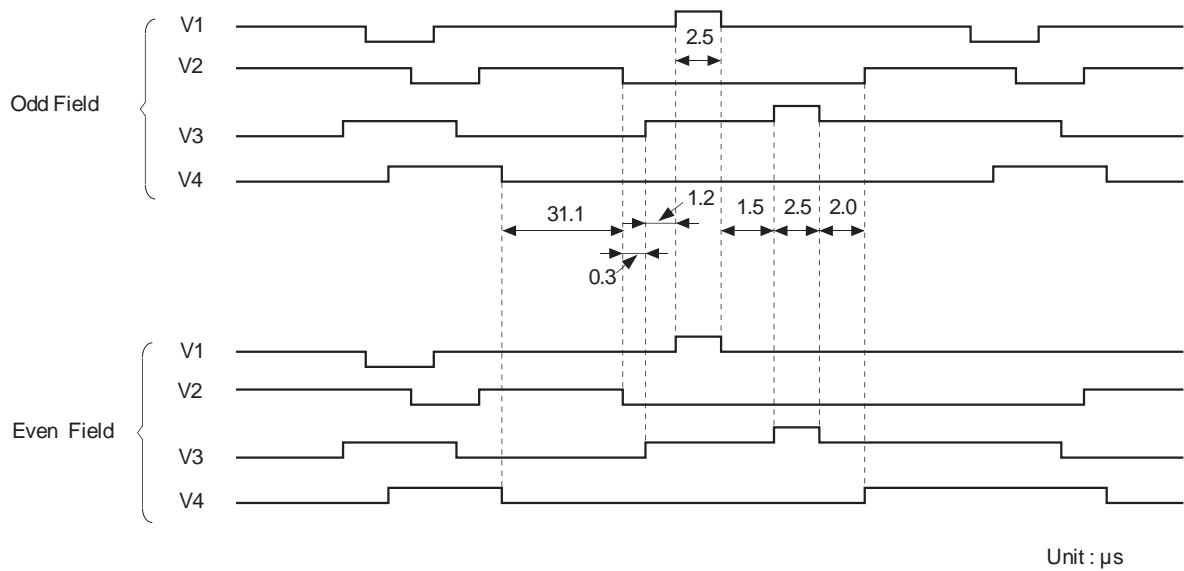 V1
2.5
V2
Odd Field
V3
V4
1.2
31.1
1.5
2.5
2.0
0.3
V1
V2
Even Field
V3
V4
Unit : µs